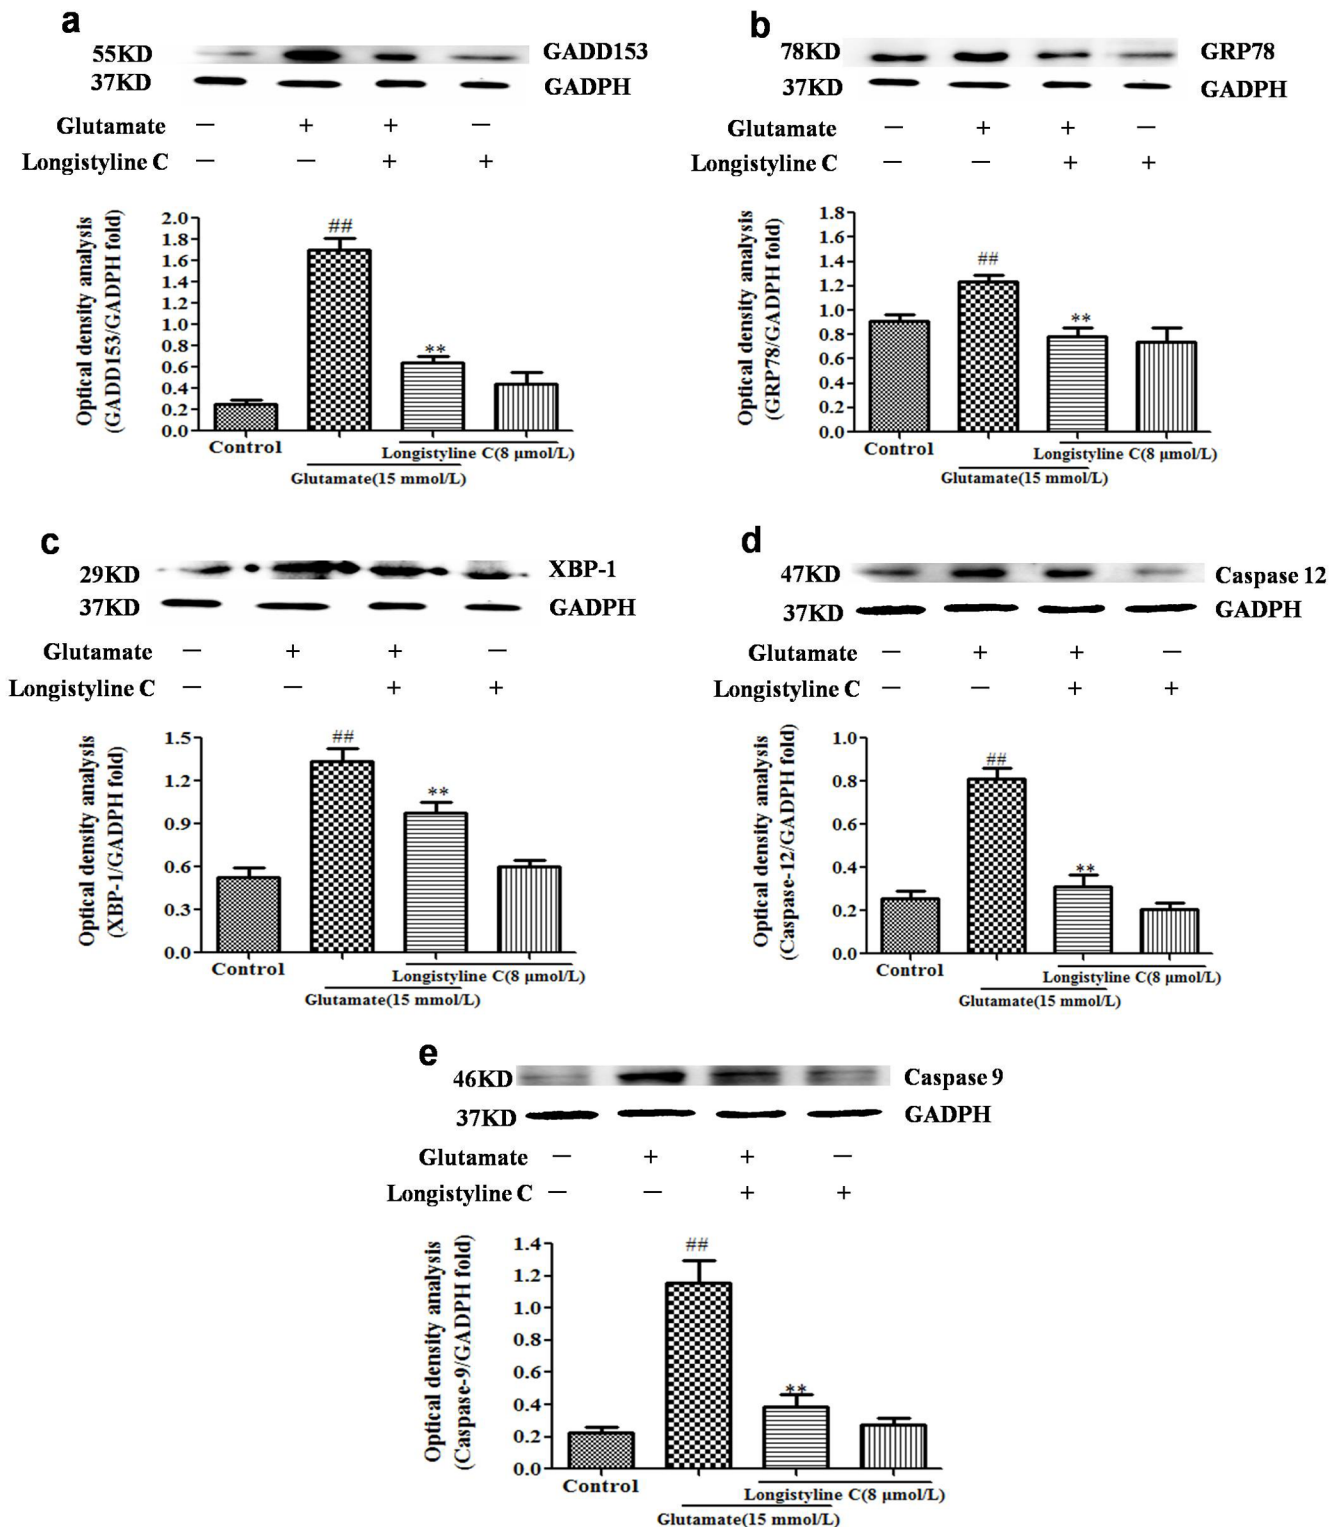 a
55KD GADD153
37KD GADPH
Glutamate — + + —
Longistyline C — — + +
Optical density analysis
(GADD153/GADPH fold)
2.0
1.8
1.6
1.4
1.2
1.0
0.8
0.6
0.4
0.2
0.0
##
**
Control
Longistyline C(8 μmol/L)
Glutamate(15 mmol/L)
b
78KD GRP78
37KD GADPH
Glutamate — + + —
Longistyline C — — + +
Optical density analysis
(GRP78/GADPH fold)
1.8
1.6
1.4
1.2
1.0
0.8
0.6
0.4
0.2
0.0
##
**
Control
Longistyline C(8 μmol/L)
Glutamate(15 mmol/L)
c
29KD XBP-1
37KD GADPH
Glutamate — + + —
Longistyline C — — + +
Optical density analysis
(XBP-1/GADPH fold)
1.5
1.2
0.9
0.6
0.3
0.0
##
**
Control
Longistyline C(8 μmol/L)
Glutamate(15 mmol/L)
d
47KD Caspase 12
37KD GADPH
Glutamate — + + —
Longistyline C — — + +
Optical density analysis
(Caspase-12/GADPH fold)
1.0
0.8
0.6
0.4
0.2
0.0
##
**
Control
Longistyline C(8 μmol/L)
Glutamate(15 mmol/L)
e
46KD Caspase 9
37KD GADPH
Glutamate — + + —
Longistyline C — — + +
Optical density analysis
(Caspase-9/GADPH fold)
1.4
1.2
1.0
0.8
0.6
0.4
0.2
0.0
##
**
Control
Longistyline C(8 μmol/L)
Glutamate(15 mmol/L)